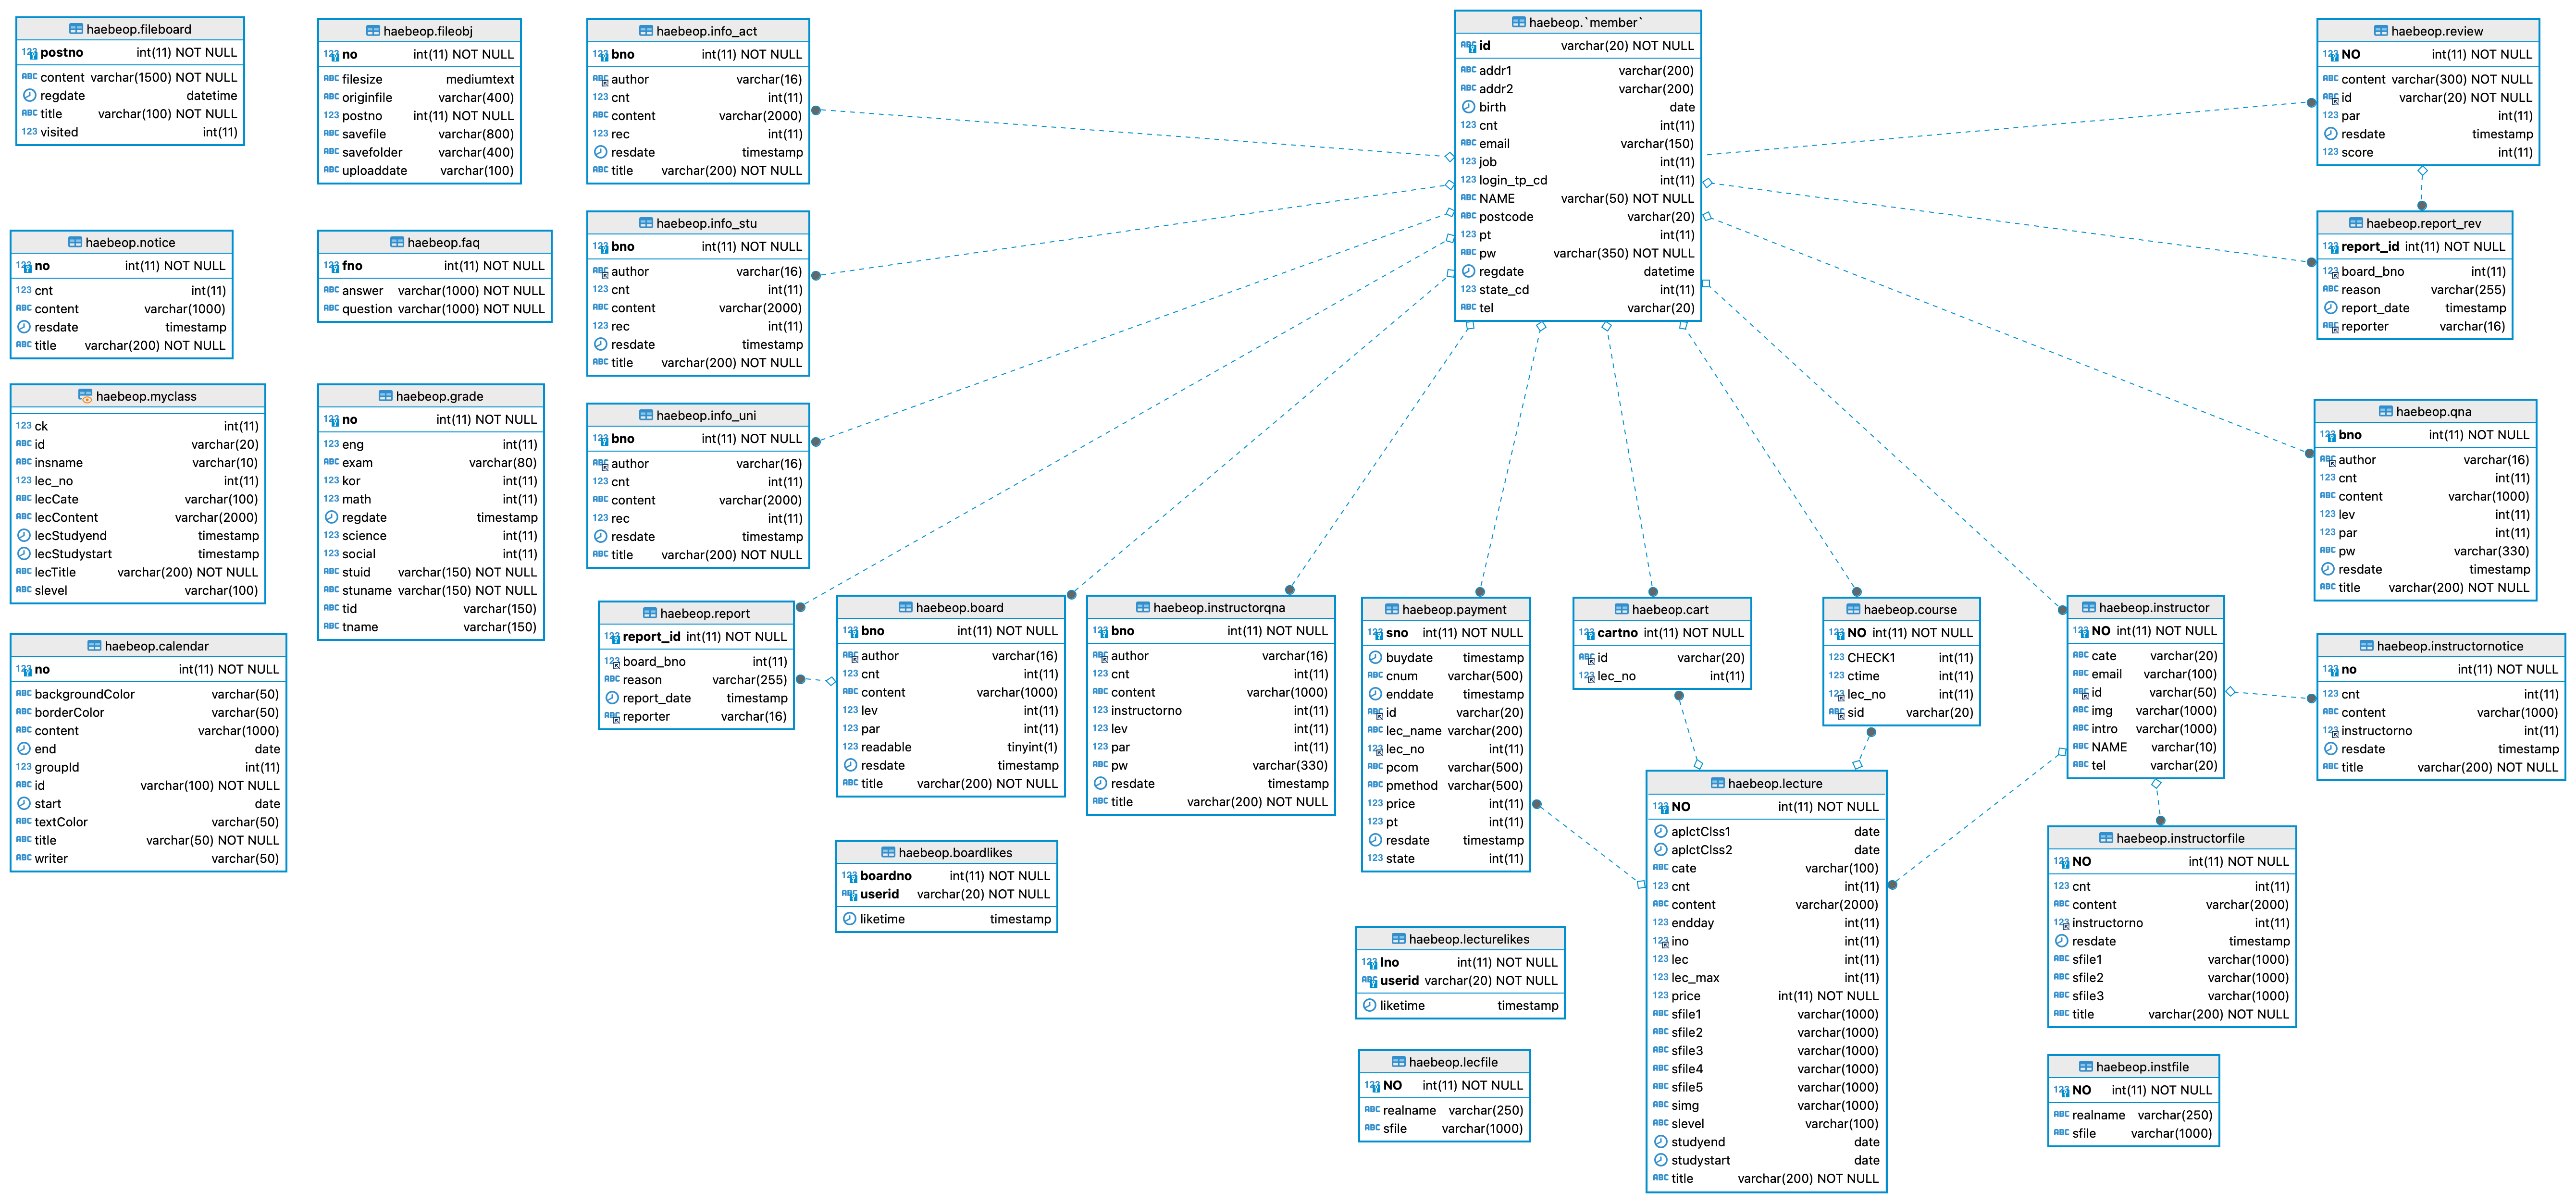 haebeop.fileboard
postno int(11) NOT NULL
content varchar(1500) NOT NULL
regdate datetime
title varchar(100) NOT NULL
visited int(11)
haebeop.fileobj
no int(11) NOT NULL
filesize mediumtext
originfile varchar(400)
postno int(11) NOT NULL
savefile varchar(800)
savefolder varchar(400)
uploaddate varchar(100)
haebeop.info_act
bno int(11) NOT NULL
author varchar(16)
cnt int(11)
content varchar(2000)
rec int(11)
resdate timestamp
title varchar(200) NOT NULL
haebeop.`member`
id varchar(20) NOT NULL
addr1 varchar(200)
addr2 varchar(200)
birth date
cnt int(11)
email varchar(150)
job int(11)
login_tp_cd int(11)
NAME varchar(50) NOT NULL
postcode varchar(20)
pt int(11)
pw varchar(350) NOT NULL
regdate datetime
state_cd int(11)
tel varchar(20)
haebeop.review
NO int(11) NOT NULL
content varchar(300) NOT NULL
id varchar(20) NOT NULL
par int(11)
resdate timestamp
score int(11)
haebeop.notice
no int(11) NOT NULL
cnt int(11)
content varchar(1000)
resdate timestamp
title varchar(200) NOT NULL
haebeop.faq
fno int(11) NOT NULL
answer varchar(1000) NOT NULL
question varchar(1000) NOT NULL
haebeop.info_stu
bno int(11) NOT NULL
author varchar(16)
cnt int(11)
content varchar(2000)
rec int(11)
resdate timestamp
title varchar(200) NOT NULL
haebeop.report_rev
report_id int(11) NOT NULL
board_bno int(11)
reason varchar(255)
report_date timestamp
reporter varchar(16)
haebeop.myclass
ck int(11)
id varchar(20)
insname varchar(10)
lec_no int(11)
lecCate varchar(100)
lecContent varchar(2000)
lecStudyend timestamp
lecStudystart timestamp
lecTitle varchar(200) NOT NULL
slevel varchar(100)
haebeop.grade
no int(11) NOT NULL
eng int(11)
exam varchar(80)
kor int(11)
math int(11)
regdate timestamp
science int(11)
social int(11)
stuid varchar(150) NOT NULL
stuname varchar(150) NOT NULL
tid varchar(150)
tname varchar(150)
haebeop.info_uni
bno int(11) NOT NULL
author varchar(16)
cnt int(11)
content varchar(2000)
rec int(11)
resdate timestamp
title varchar(200) NOT NULL
haebeop.qna
bno int(11) NOT NULL
author varchar(16)
cnt int(11)
content varchar(1000)
lev int(11)
par int(11)
pw varchar(330)
resdate timestamp
title varchar(200) NOT NULL
haebeop.calendar
no int(11) NOT NULL
backgroundColor varchar(50)
borderColor varchar(50)
content varchar(1000)
end date
groupId int(11)
id varchar(100) NOT NULL
start date
textColor varchar(50)
title varchar(50) NOT NULL
writer varchar(50)
haebeop.report
report_id int(11) NOT NULL
board_bno int(11)
reason varchar(255)
report_date timestamp
reporter varchar(16)
haebeop.board
bno int(11) NOT NULL
author varchar(16)
cnt int(11)
content varchar(1000)
lev int(11)
par int(11)
readable tinyint(1)
resdate timestamp
title varchar(200) NOT NULL
haebeop.instructorqna
bno int(11) NOT NULL
author varchar(16)
cnt int(11)
content varchar(1000)
instructorno int(11)
lev int(11)
par int(11)
pw varchar(330)
resdate timestamp
title varchar(200) NOT NULL
haebeop.payment
sno int(11) NOT NULL
buydate timestamp
cnum varchar(500)
enddate timestamp
id varchar(20)
lec_name varchar(200)
lec_no int(11)
pcom varchar(500)
pmethod varchar(500)
price int(11)
pt int(11)
resdate timestamp
state int(11)
haebeop.cart
cartno int(11) NOT NULL
id varchar(20)
lec_no int(11)
haebeop.course
NO int(11) NOT NULL
CHECK1 int(11)
ctime int(11)
lec_no int(11)
sid varchar(20)
haebeop.instructor
NO int(11) NOT NULL
cate varchar(20)
email varchar(100)
id varchar(50)
img varchar(1000)
intro varchar(1000)
NAME varchar(10)
tel varchar(20)
haebeop.instructornotice
no int(11) NOT NULL
cnt int(11)
content varchar(1000)
instructorno int(11)
resdate timestamp
title varchar(200) NOT NULL
haebeop.boardlikes
boardno int(11) NOT NULL
userid varchar(20) NOT NULL
liketime timestamp
haebeop.lecture
NO int(11) NOT NULL
aplctClss1 date
aplctClss2 date
cate varchar(100)
cnt int(11)
content varchar(2000)
endday int(11)
ino int(11)
lec int(11)
lec_max int(11)
price int(11) NOT NULL
sfile1 varchar(1000)
sfile2 varchar(1000)
sfile3 varchar(1000)
sfile4 varchar(1000)
sfile5 varchar(1000)
simg varchar(1000)
slevel varchar(100)
studyend date
studystart date
title varchar(200) NOT NULL
haebeop.instructorfile
NO int(11) NOT NULL
cnt int(11)
content varchar(2000)
instructorno int(11)
resdate timestamp
sfile1 varchar(1000)
sfile2 varchar(1000)
sfile3 varchar(1000)
title varchar(200) NOT NULL
haebeop.lecturelikes
lno int(11) NOT NULL
userid varchar(20) NOT NULL
liketime timestamp
haebeop.lecfile
NO int(11) NOT NULL
realname varchar(250)
sfile varchar(1000)
haebeop.instfile
NO int(11) NOT NULL
realname varchar(250)
sfile varchar(1000)